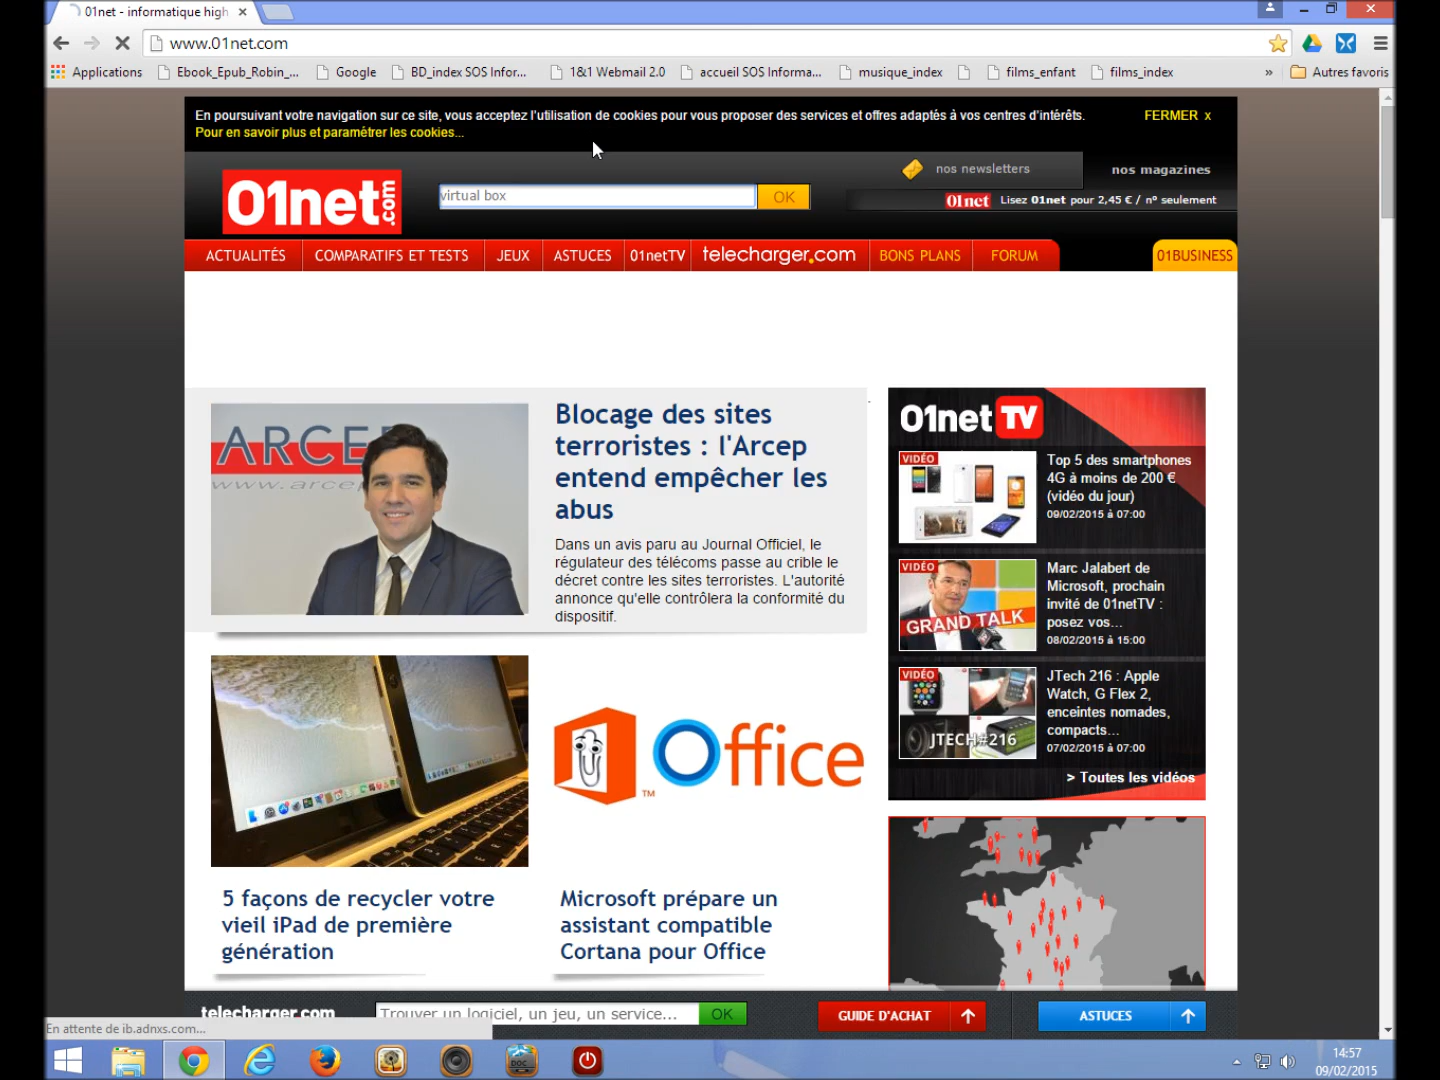 01net - informatique high
www.01net.com
Applications
Ebook_Epub_Robin_...
Google
BD_index SOS Infor...
1&1 Webmail 2.0
accueil SOS Informa...
musique_index
films_enfant
films_index
»
Autres favoris
En poursuivant votre navigation sur ce site, vous acceptez l'utilisation de cookies pour vous proposer des services et offres adaptés à vos centres d'intérêts.
FERMER x
Pour en savoir plus et paramétrer les cookies...
nos newsletters
nos magazines
01net.com
virtual box
OK
01net Lisez 01net pour 2,45 € / n° seulement
ACTUALITÉS
COMPARATIFS ET TESTS
JEUX
ASTUCES
01netTV
telecharger.com
BONS PLANS
FORUM
01BUSINESS
ARCEP
www.arcep
Blocage des sites
terroristes : l'Arcep
entend empêcher les
abus
Dans un avis paru au Journal Officiel, le
régulateur des télécoms passe au crible le
décret contre les sites terroristes. L'autorité
annonce qu'elle contrôlera la conformité du
dispositif.
01net TV
VIDÉO
Top 5 des smartphones
4G à moins de 200 €
(vidéo du jour)
09/02/2015 à 07:00
VIDÉO
GRAND TALK
Marc Jalabert de
Microsoft, prochain
invité de 01netTV :
posez vos...
08/02/2015 à 15:00
VIDÉO
JTECH#216
JTech 216 : Apple
Watch, G Flex 2,
enceintes nomades,
compacts...
07/02/2015 à 07:00
> Toutes les vidéos
Office
TM
5 façons de recycler votre
vieil iPad de première
génération
Microsoft prépare un
assistant compatible
Cortana pour Office
telecharger.com
Trouver un logiciel, un jeu, un service...
OK
GUIDE D'ACHAT
ASTUCES
En attente de ib.adnxs.com...
DOC
14:57
09/02/2015